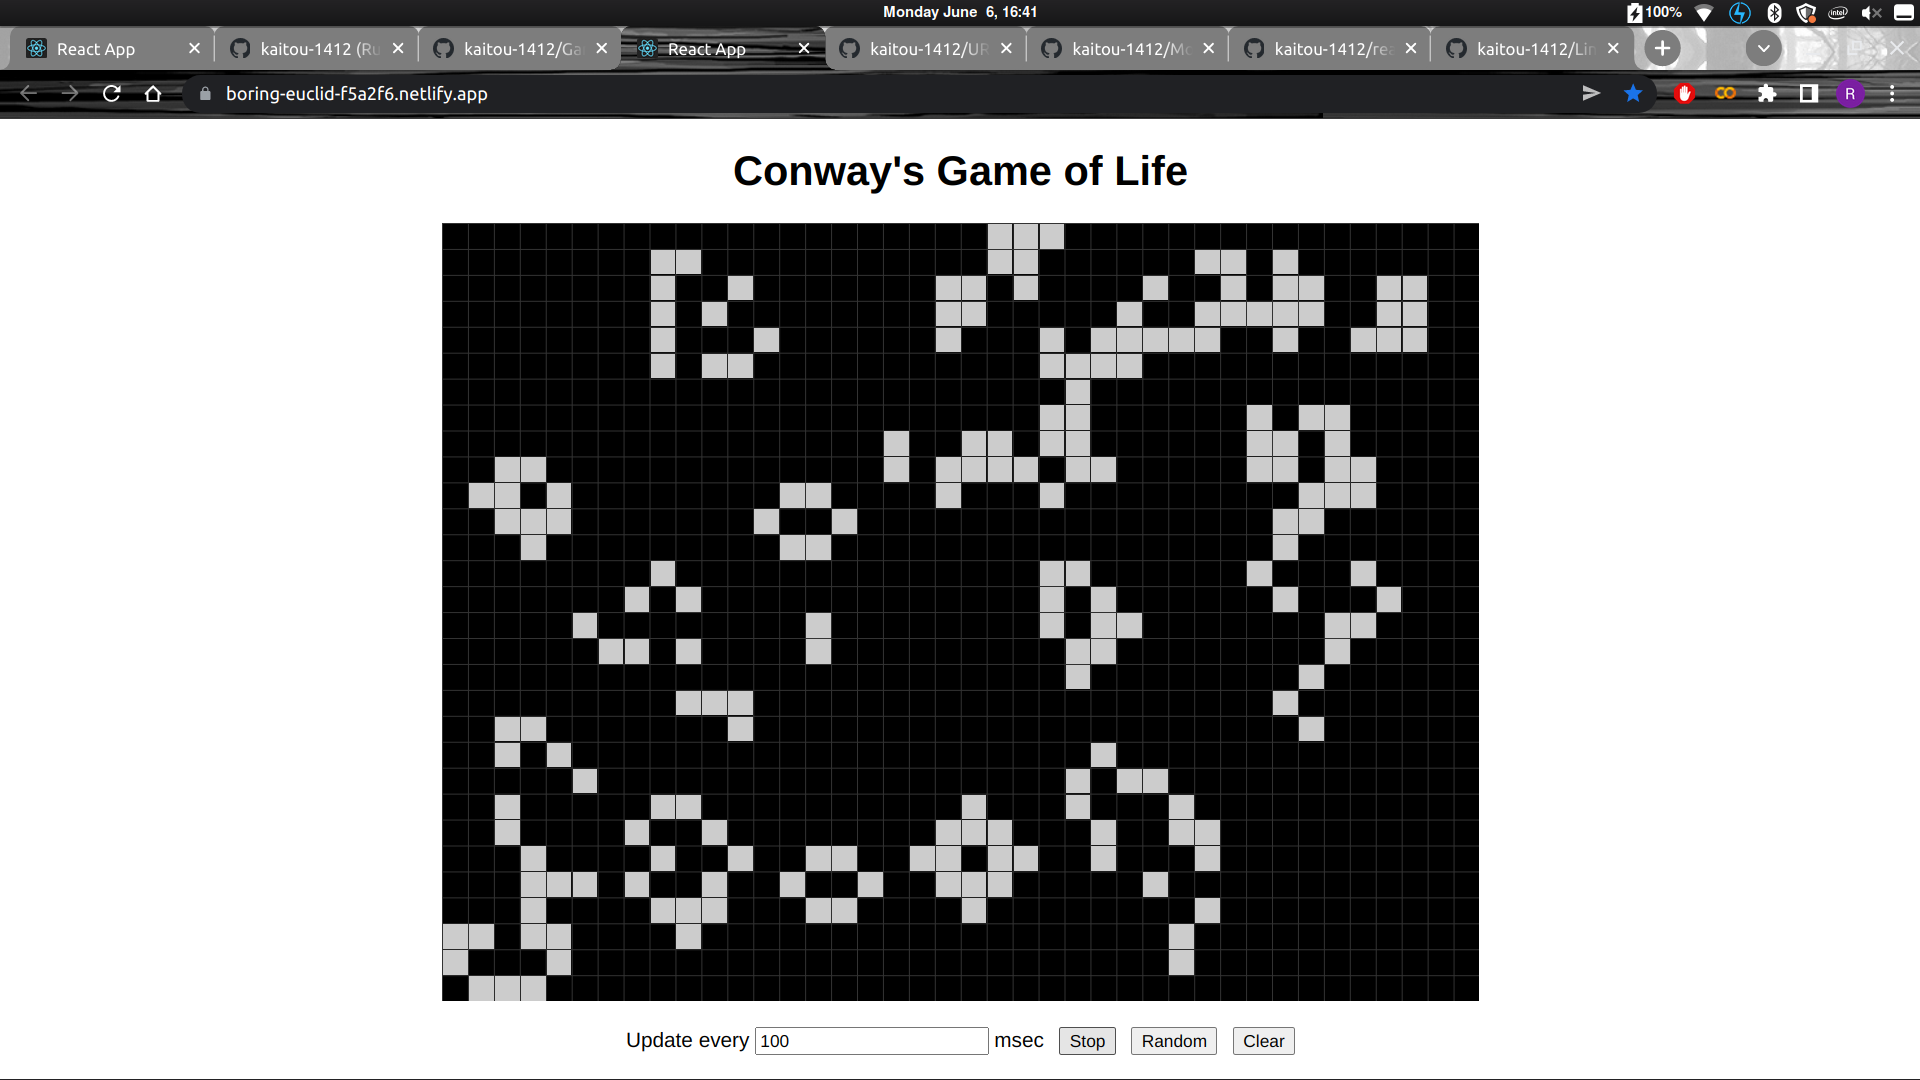 Monday June 6, 16:41
100%
React App
kaitou-1412 (Ru
kaitou-1412/Ga
React App
kaitou-1412/UR
kaitou-1412/Mc
kaitou-1412/rea
kaitou-1412/Lin
boring-euclid-f5a2f6.netlify.app
R
Conway's Game of Life
Update every 100 msec Stop Random Clear